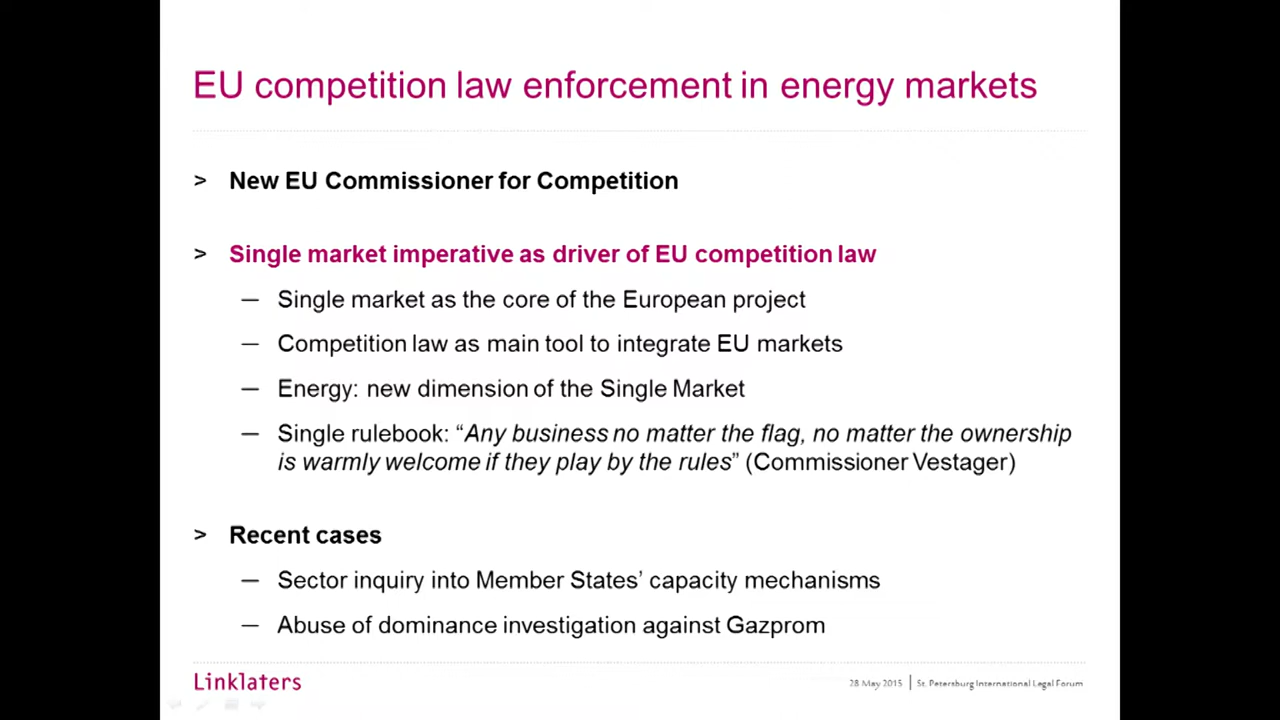 EU competition law enforcement in energy markets
> New EU Commissioner for Competition
> Single market imperative as driver of EU competition law
— Single market as the core of the European project
— Competition law as main tool to integrate EU markets
— Energy: new dimension of the Single Market
— Single rulebook: “Any business no matter the flag, no matter the ownership
is warmly welcome if they play by the rules” (Commissioner Vestager)
> Recent cases
— Sector inquiry into Member States’ capacity mechanisms
— Abuse of dominance investigation against Gazprom
Linklaters
28 May 2015 | St. Petersburg International Legal Forum